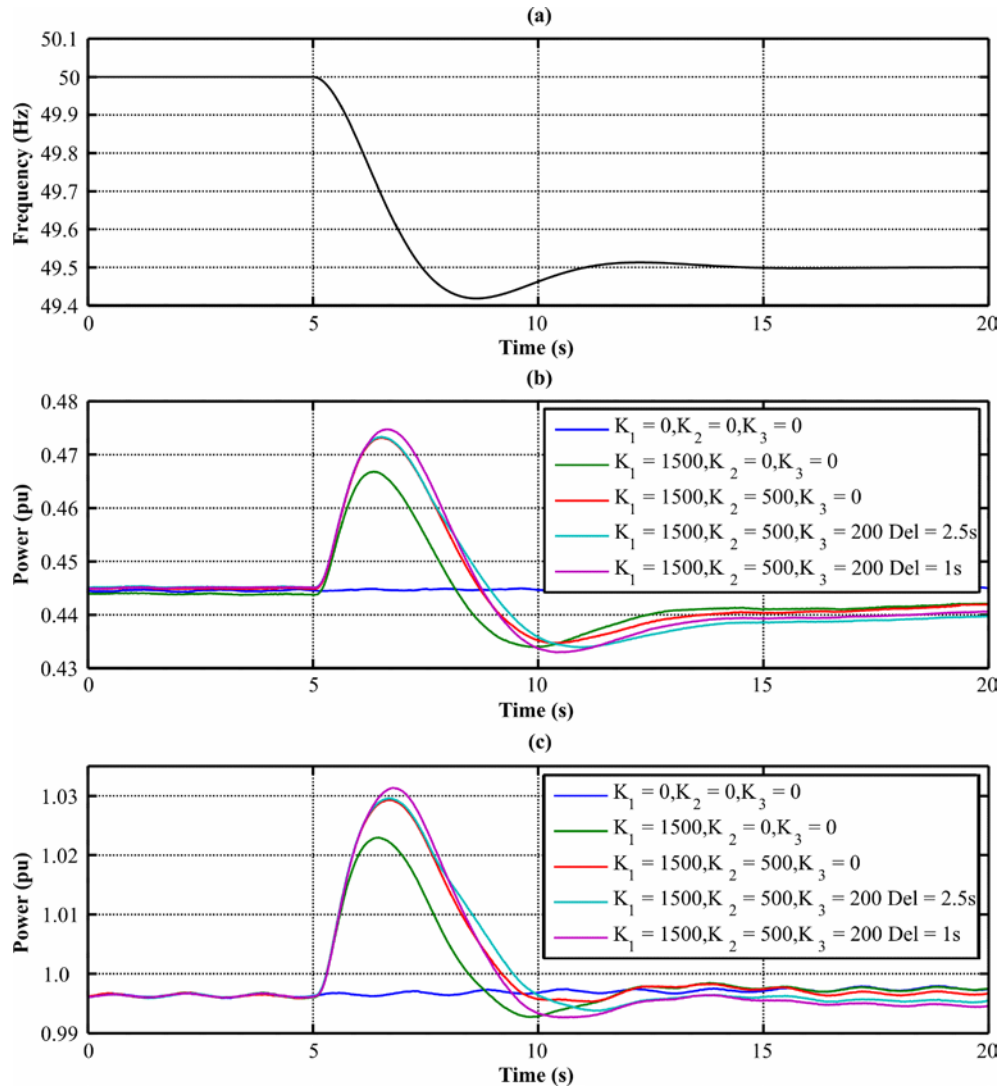 (a)
50.1
50
49.9
49.8
49.7
49.6
49.5
49.4
Frequency (Hz)
0 5 10 15 20
Time (s)
(b)
0.48
0.47
0.46
0.45
0.44
0.43
Power (pu)
K1 = 0,K2 = 0,K3 = 0
K1 = 1500,K2 = 0,K3 = 0
K1 = 1500,K2 = 500,K3 = 0
K1 = 1500,K2 = 500,K3 = 200 Del = 2.5s
K1 = 1500,K2 = 500,K3 = 200 Del = 1s
0 5 10 15 20
Time (s)
(c)
1.03
1.02
1.01
1.0
0.99
Power (pu)
K1 = 0,K2 = 0,K3 = 0
K1 = 1500,K2 = 0,K3 = 0
K1 = 1500,K2 = 500,K3 = 0
K1 = 1500,K2 = 500,K3 = 200 Del = 2.5s
K1 = 1500,K2 = 500,K3 = 200 Del = 1s
0 5 10 15 20
Time (s)